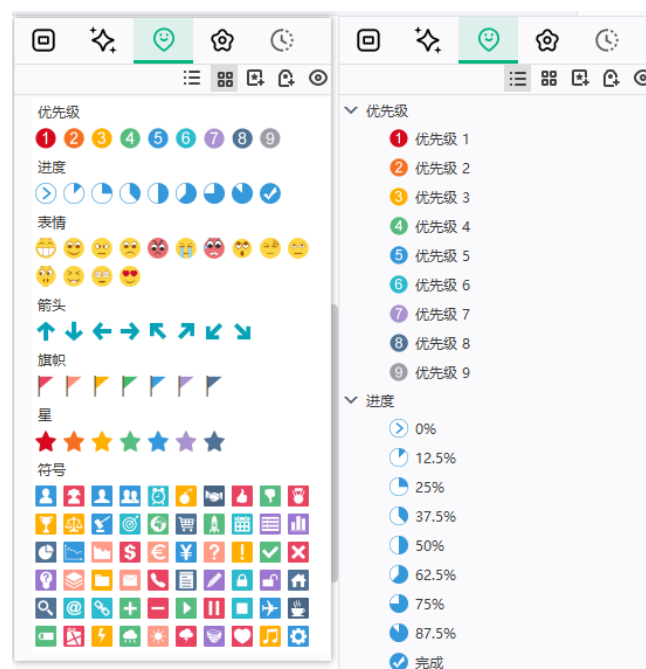 优先级
1 2 3 4 5 6 7 8 9
进度
表情
箭头
旗帜
星
符号
优先级
1 优先级 1
2 优先级 2
3 优先级 3
4 优先级 4
5 优先级 5
6 优先级 6
7 优先级 7
8 优先级 8
9 优先级 9
进度
0%
12.5%
25%
37.5%
50%
62.5%
75%
87.5%
完成